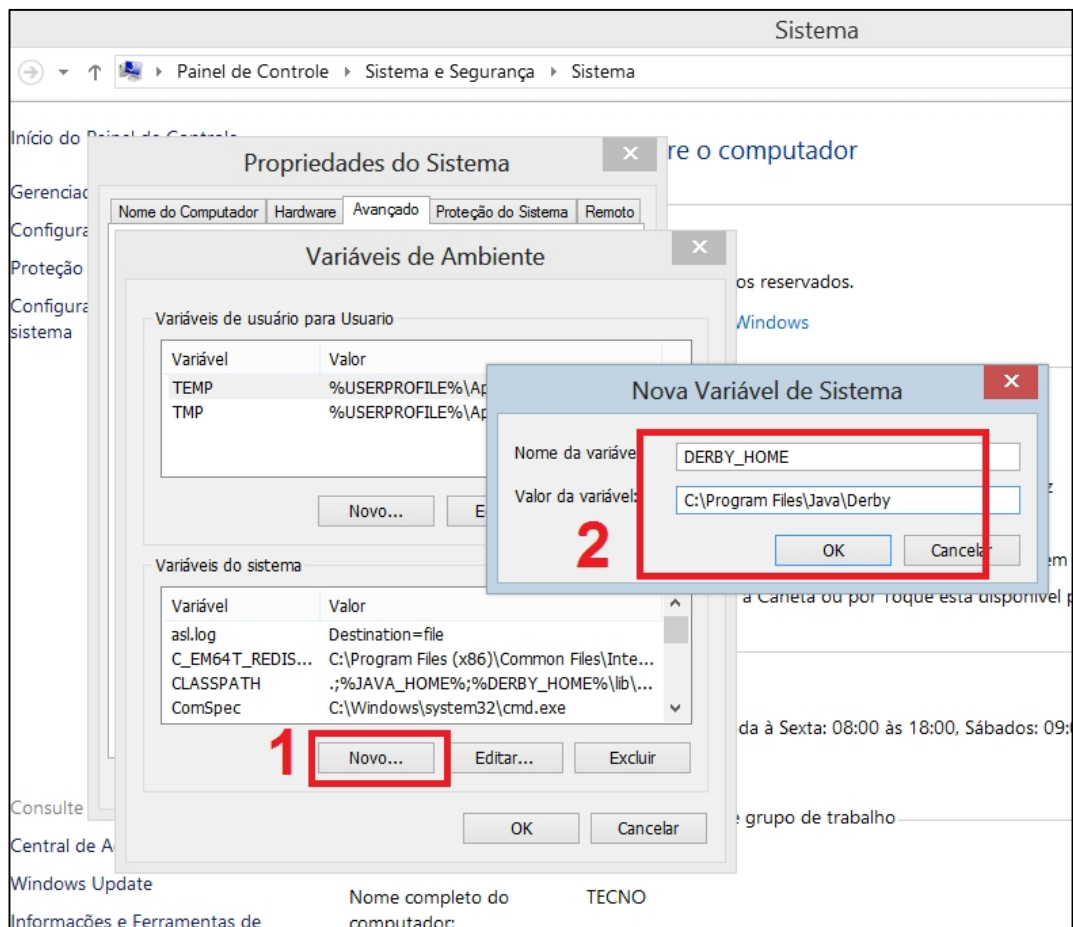 Sistema
Painel de Controle Sistema e Segurança Sistema
Início do Painel de Controle
re o computador
Propriedades do Sistema
Gerenciad
Nome do Computador Hardware Avançado Proteção do Sistema Remoto
Configura
Variáveis de Ambiente
Proteção
os reservados.
Configura
sistema
Windows
Variáveis de usuário para Usuario
Variável Valor
TEMP %USERPROFILE%\Ap
TMP %USERPROFILE%\Ap
Novo... E
Nova Variável de Sistema
Nome da variáve DERBY_HOME
Valor da variável: C:\Program Files\Java\Derby
2
OK Cancelar
z
em
a Caneta ou por Toque está disponível p
Variáveis do sistema
Variável Valor
asl.log Destination=file
C_EM64T_REDIS... C:\Program Files (x86)\Common Files\Inte...
CLASSPATH .;%JAVA_HOME%;%DERBY_HOME%\lib\...
ComSpec C:\Windows\system32\cmd.exe
da à Sexta: 08:00 às 18:00, Sábados: 09:0
1
Novo... Editar... Excluir
Consulte
OK Cancelar
e grupo de trabalho
Central de A
Windows Update
Nome completo do TECNO
Informações e Ferramentas de
computador: